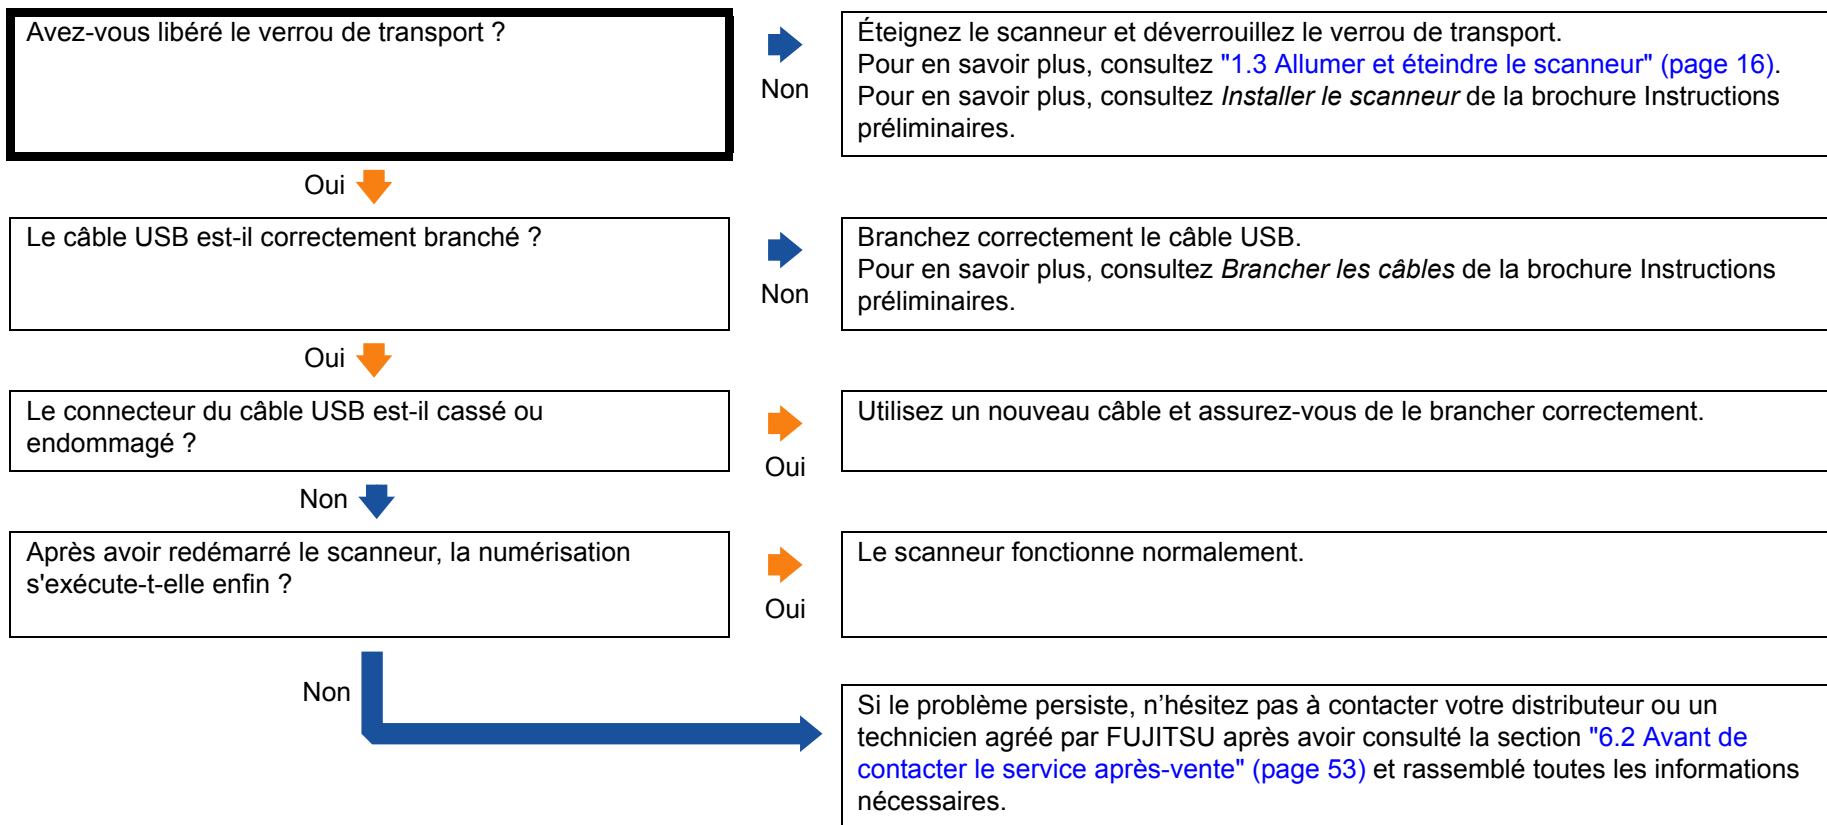 Avez-vous libéré le verrou de transport ?
Non
Éteignez le scanneur et déverrouillez le verrou de transport.
Pour en savoir plus, consultez "1.3 Allumer et éteindre le scanneur" (page 16).
Pour en savoir plus, consultez Installer le scanneur de la brochure Instructions
préliminaires.
Oui
Le câble USB est-il correctement branché ?
Non
Branchez correctement le câble USB.
Pour en savoir plus, consultez Brancher les câbles de la brochure Instructions
préliminaires.
Oui
Le connecteur du câble USB est-il cassé ou
endommagé ?
Oui
Utilisez un nouveau câble et assurez-vous de le brancher correctement.
Non
Après avoir redémarré le scanneur, la numérisation
s'exécute-t-elle enfin ?
Oui
Le scanneur fonctionne normalement.
Non
Si le problème persiste, n’hésitez pas à contacter votre distributeur ou un
technicien agréé par FUJITSU après avoir consulté la section "6.2 Avant de
contacter le service après-vente" (page 53) et rassemblé toutes les informations
nécessaires.